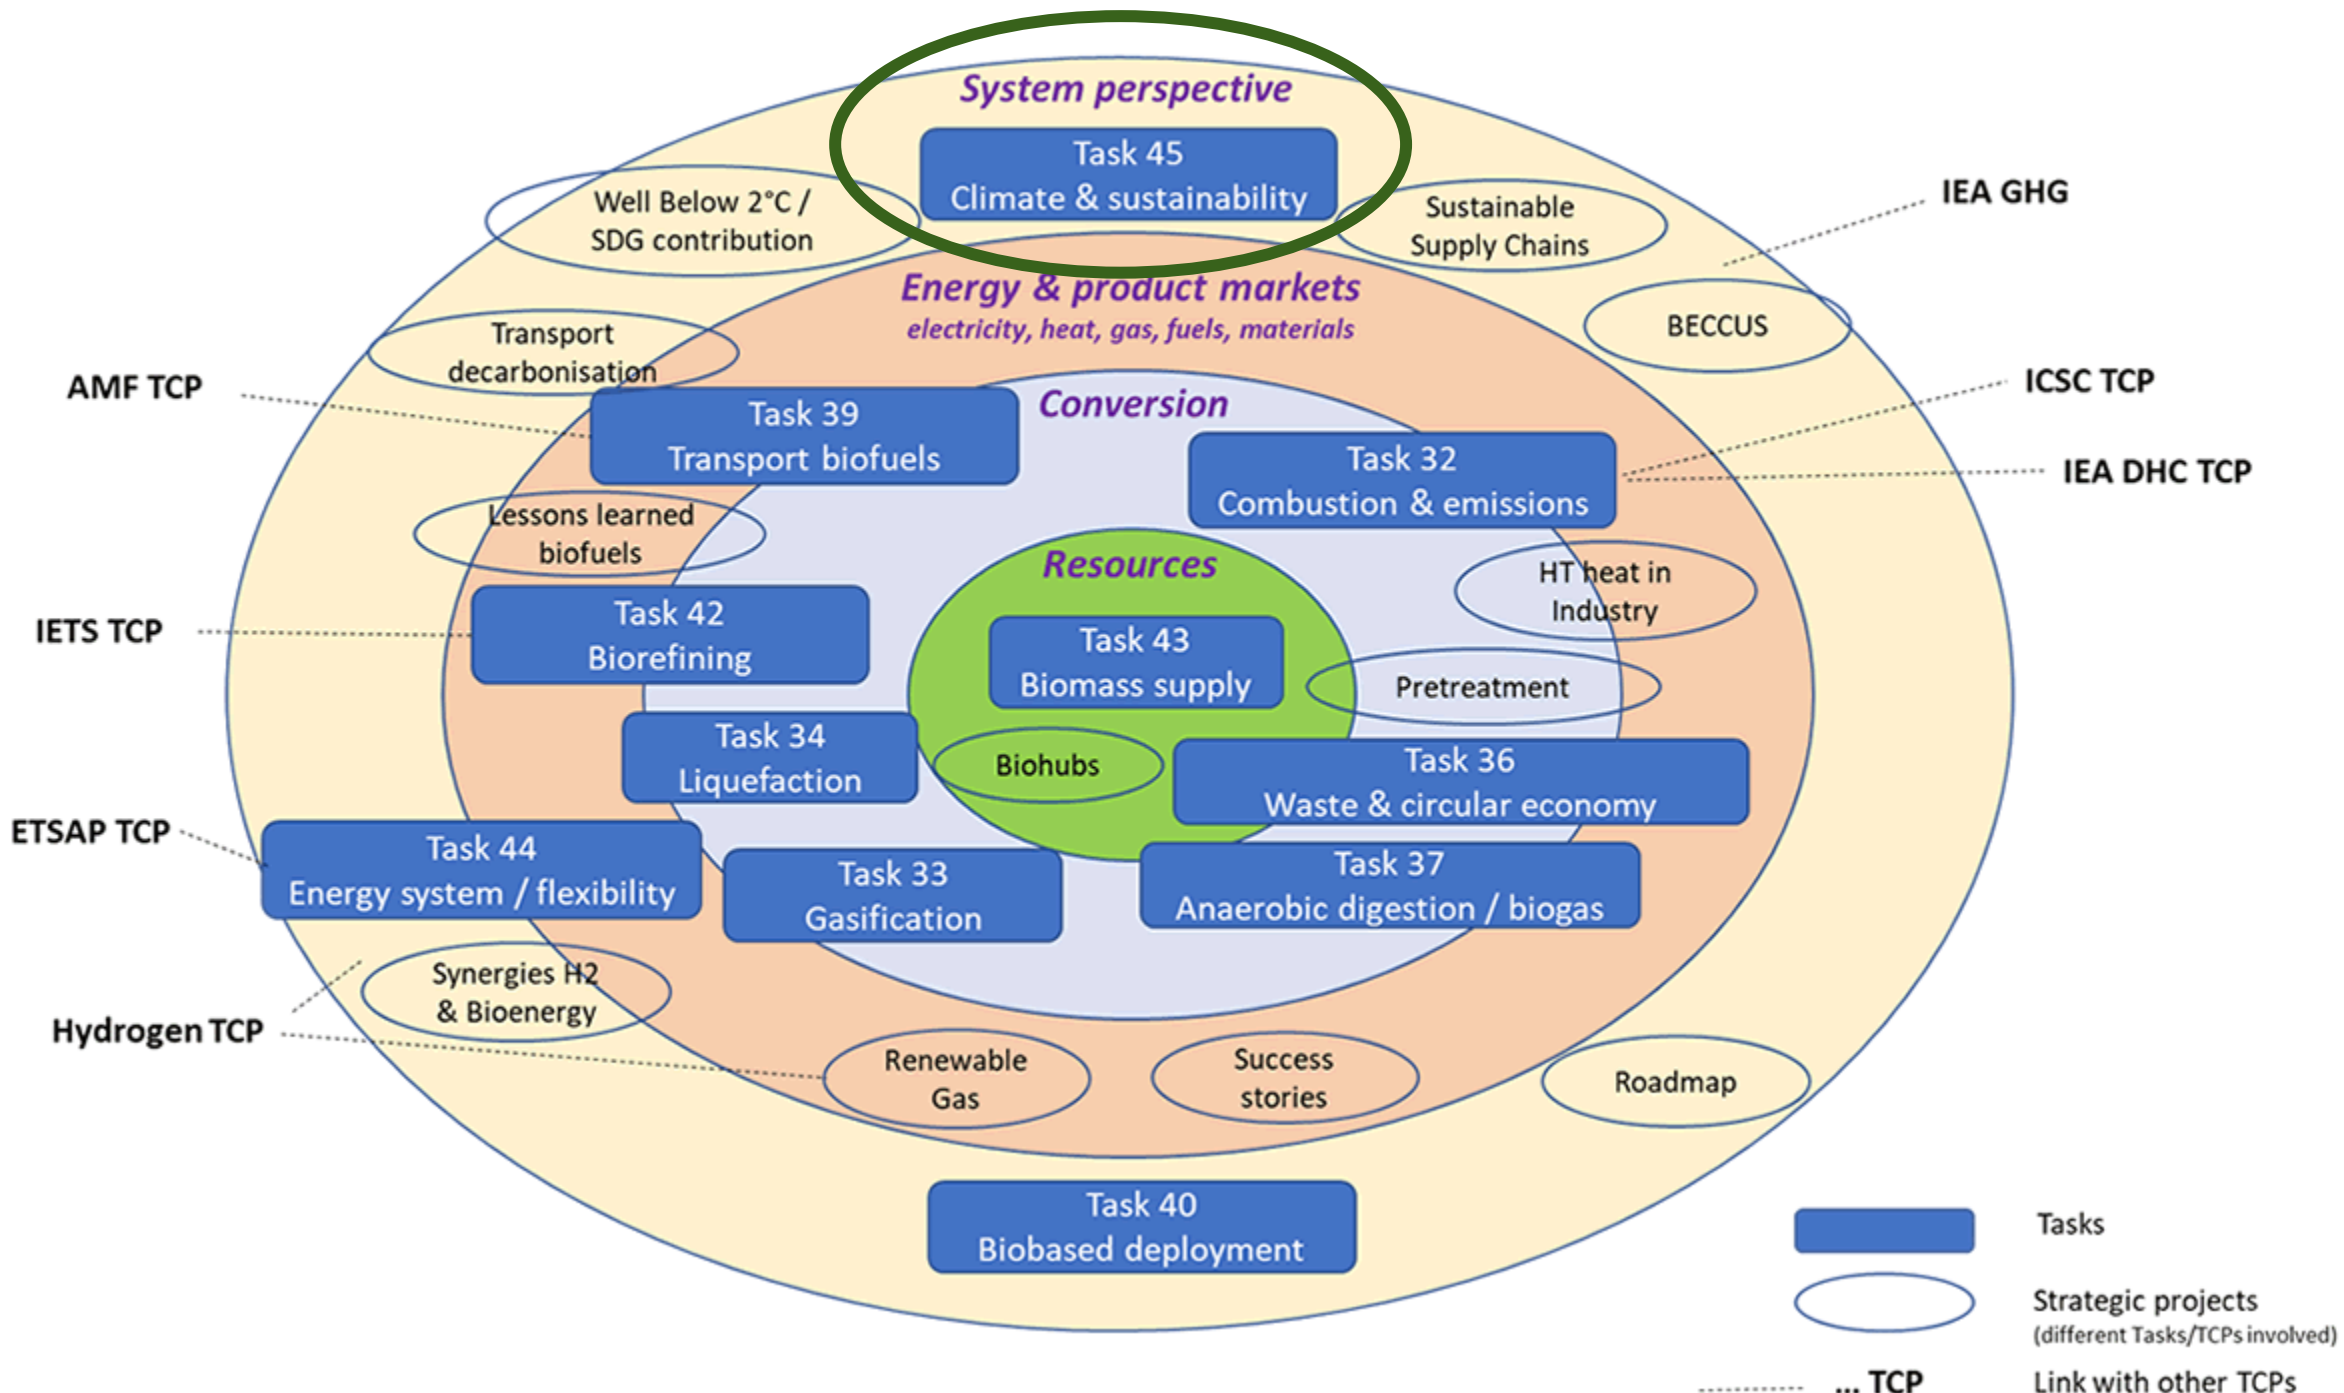 System perspective
Task 45
Climate & sustainability
Well Below 2°C /
SDG contribution
Sustainable
Supply Chains
IEA GHG
Energy & product markets
electricity, heat, gas, fuels, materials
BECCUS
Transport
decarbonisation
AMF TCP
ICSC TCP
Task 39
Transport biofuels
Conversion
Task 32
Combustion & emissions
IEA DHC TCP
Lessons learned
biofuels
Resources
HT heat in
Industry
IETS TCP
Task 42
Biorefining
Task 43
Biomass supply
Pretreatment
Task 34
Liquefaction
Biohubs
Task 36
Waste & circular economy
ETSAP TCP
Task 44
Energy system / flexibility
Task 33
Gasification
Task 37
Anaerobic digestion / biogas
Synergies H2
& Bioenergy
Hydrogen TCP
Renewable
Gas
Success
stories
Roadmap
Task 40
Biobased deployment
Tasks
Strategic projects
(different Tasks/TCPs involved)
... TCP
Link with other TCPs